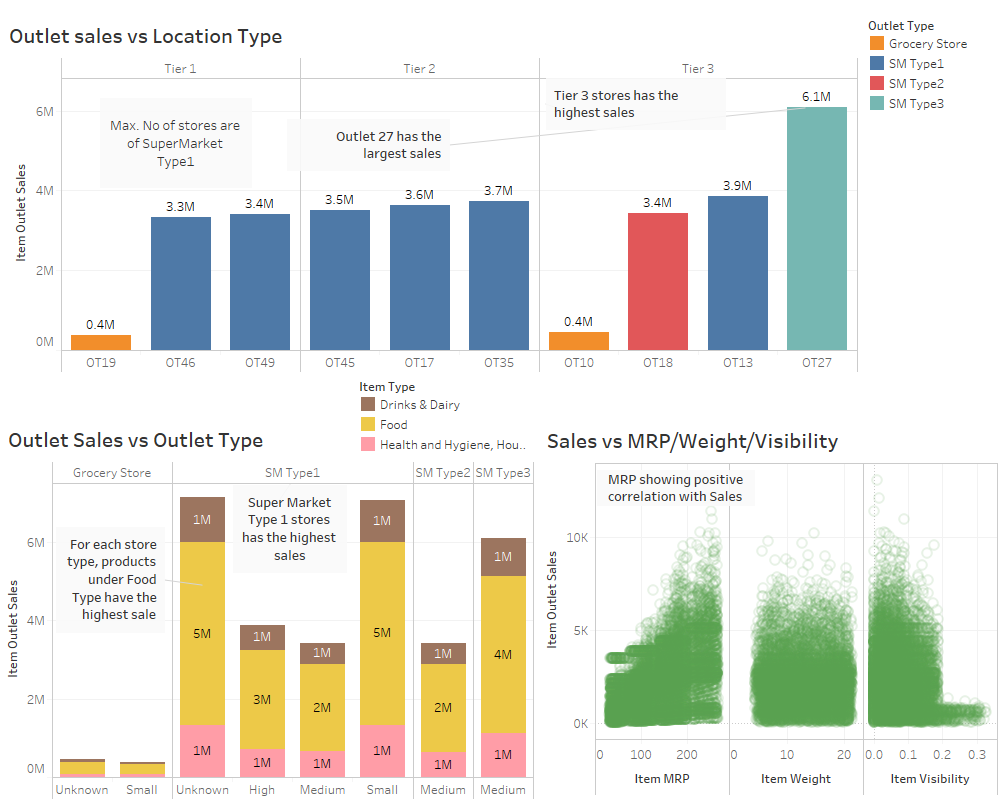 Outlet sales vs Location Type
Outlet Type
Grocery Store
SM Type1
SM Type2
SM Type3
Tier 1 Tier 2 Tier 3
Max. No of stores are
of SuperMarket
Type1
Outlet 27 has the
largest sales
Tier 3 stores has the
highest sales
Item Outlet Sales
6M
4M
2M
0M
0.4M 3.3M 3.4M 3.5M 3.6M 3.7M 0.4M 3.4M 3.9M 6.1M
OT19 OT46 OT49 OT45 OT17 OT35 OT10 OT18 OT13 OT27
Item Type
Drinks & Dairy
Food
Health and Hygiene, Hou..
Outlet Sales vs Outlet Type
Grocery Store SM Type1 SM Type2 SM Type3
For each store
type, products
under Food
Type have the
highest sale
Super Market
Type 1 stores
has the highest
sales
Item Outlet Sales
6M
4M
2M
0M
1M 1M 1M 1M 1M 1M
5M 3M 2M 5M 2M 4M
1M 1M 1M 1M 1M 1M
Unknown Small Unknown High Medium Small Medium Medium
Sales vs MRP/Weight/Visibility
MRP showing positive
correlation with Sales
Item Outlet Sales
10K
5K
0K
0 100 200 0 10 20 0.0 0.1 0.2 0.3
Item MRP Item Weight Item Visibility